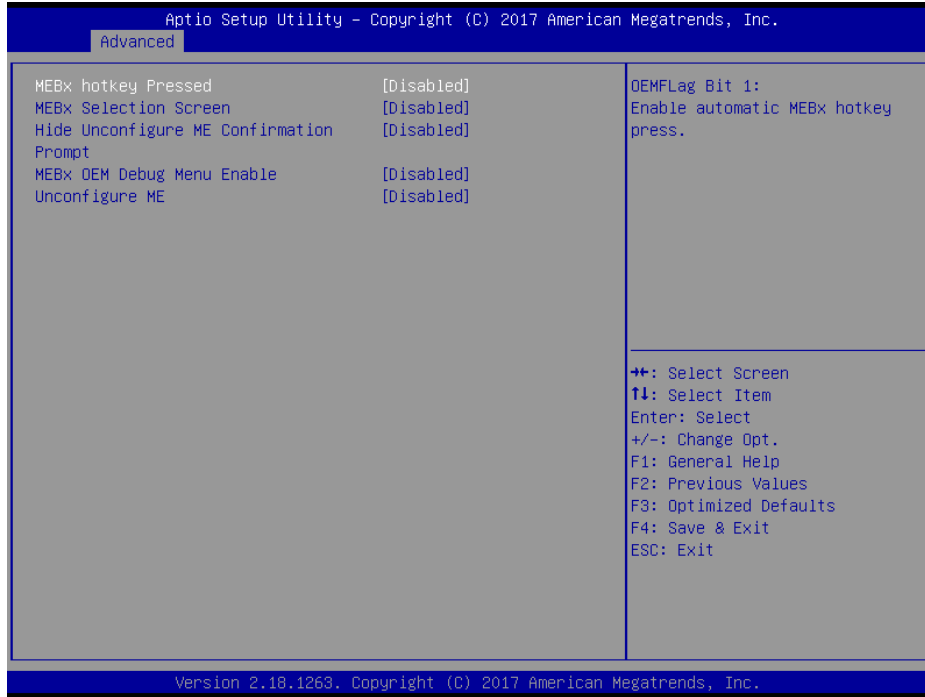 Aptio Setup Utility – Copyright (C) 2017 American Megatrends, Inc.
Advanced
MEBx hotkey Pressed [Disabled]
MEBx Selection Screen [Disabled]
Hide Unconfigure ME Confirmation [Disabled]
Prompt
MEBx OEM Debug Menu Enable [Disabled]
Unconfigure ME [Disabled]
OEMFLag Bit 1:
Enable automatic MEBx hotkey
press.
→←: Select Screen
↑↓: Select Item
Enter: Select
+/-: Change Opt.
F1: General Help
F2: Previous Values
F3: Optimized Defaults
F4: Save & Exit
ESC: Exit
Version 2.18.1263. Copyright (C) 2017 American Megatrends, Inc.